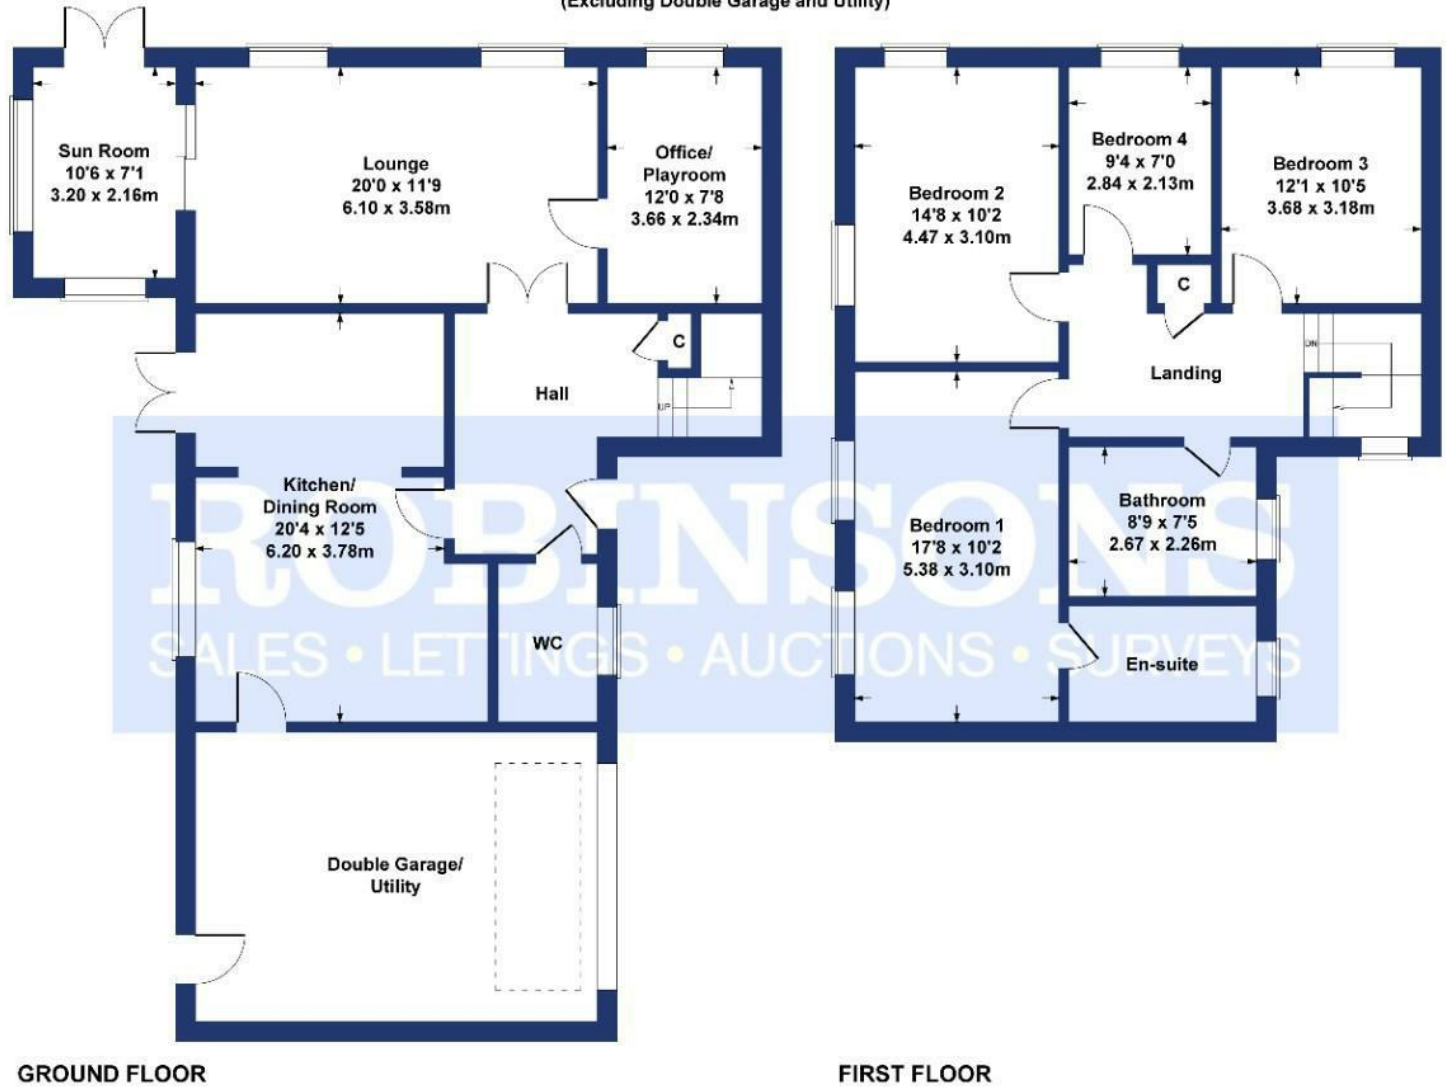 (Excluding Double Garage and Utility)
Sun Room
10'6 x 7'1
3.20 x 2.16m
Lounge
20'0 x 11'9
6.10 x 3.58m
Office/
Playroom
12'0 x 7'8
3.66 x 2.34m
C
Hall
UP
Kitchen/
Dining Room
20'4 x 12'5
6.20 x 3.78m
WC
Double Garage/
Utility
GROUND FLOOR
Bedroom 2
14'8 x 10'2
4.47 x 3.10m
Bedroom 4
9'4 x 7'0
2.84 x 2.13m
Bedroom 3
12'1 x 10'5
3.68 x 3.18m
C
DN
Landing
Bedroom 1
17'8 x 10'2
5.38 x 3.10m
Bathroom
8'9 x 7'5
2.67 x 2.26m
En-suite
FIRST FLOOR
ROBINSONS
SALES • LETTINGS • AUCTIONS • SURVEYS